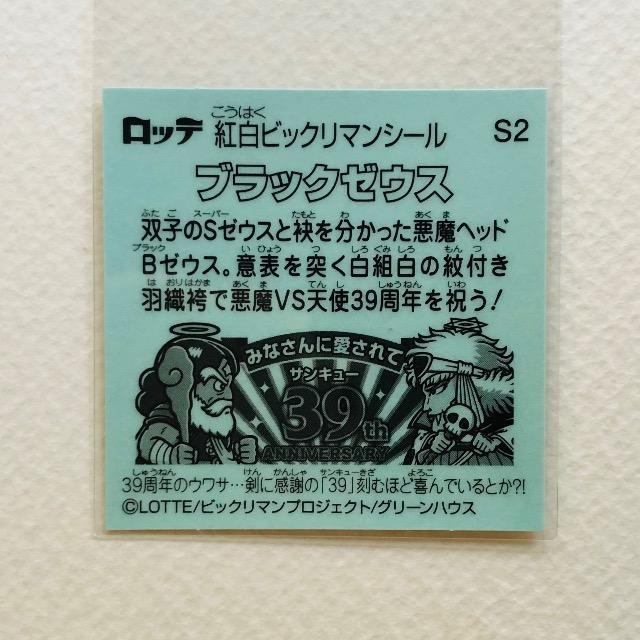 こうはく
ロッテ 紅白ビックリマンシール S2
ブラックゼウス
ふたご スーパー たもと わ あくま
双子のSゼウスと袂を分かった悪魔ヘッド
ブラック いひょう つ しろぐみしろ もんつ
Bゼウス。意表を突く白組白の紋付き
はおりはかま あくま てんし しゅうねん いわ
羽織袴で悪魔VS天使39周年を祝う!
みなさんに愛されて
サンキュー
39th
ANNIVERSARY
しゅうねん けん かんしゃ サンキューきざ よろこ
39周年のウワサ…剣に感謝の「39」刻むほど喜んでいるとか?!
©LOTTE/ビックリマンプロジェクト/グリーンハウス